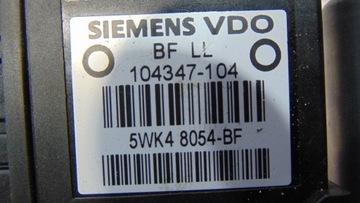 SIEMENS VDO
BF LL
104347-104
5WK4 8054-BF